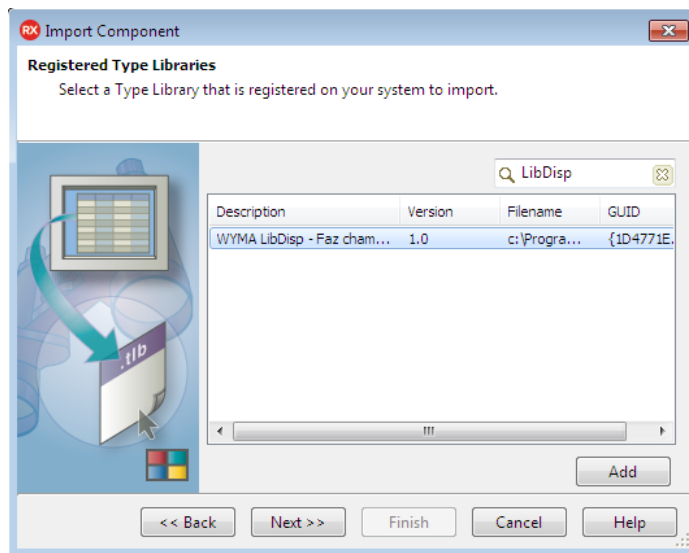 RX Import Component
Registered Type Libraries
Select a Type Library that is registered on your system to import.
LibDisp
Description Version Filename GUID
WYMA LibDisp - Faz cham... 1.0 c:\Progra... {1D4771E.
.tlb
Add
<< Back Next >> Finish Cancel Help